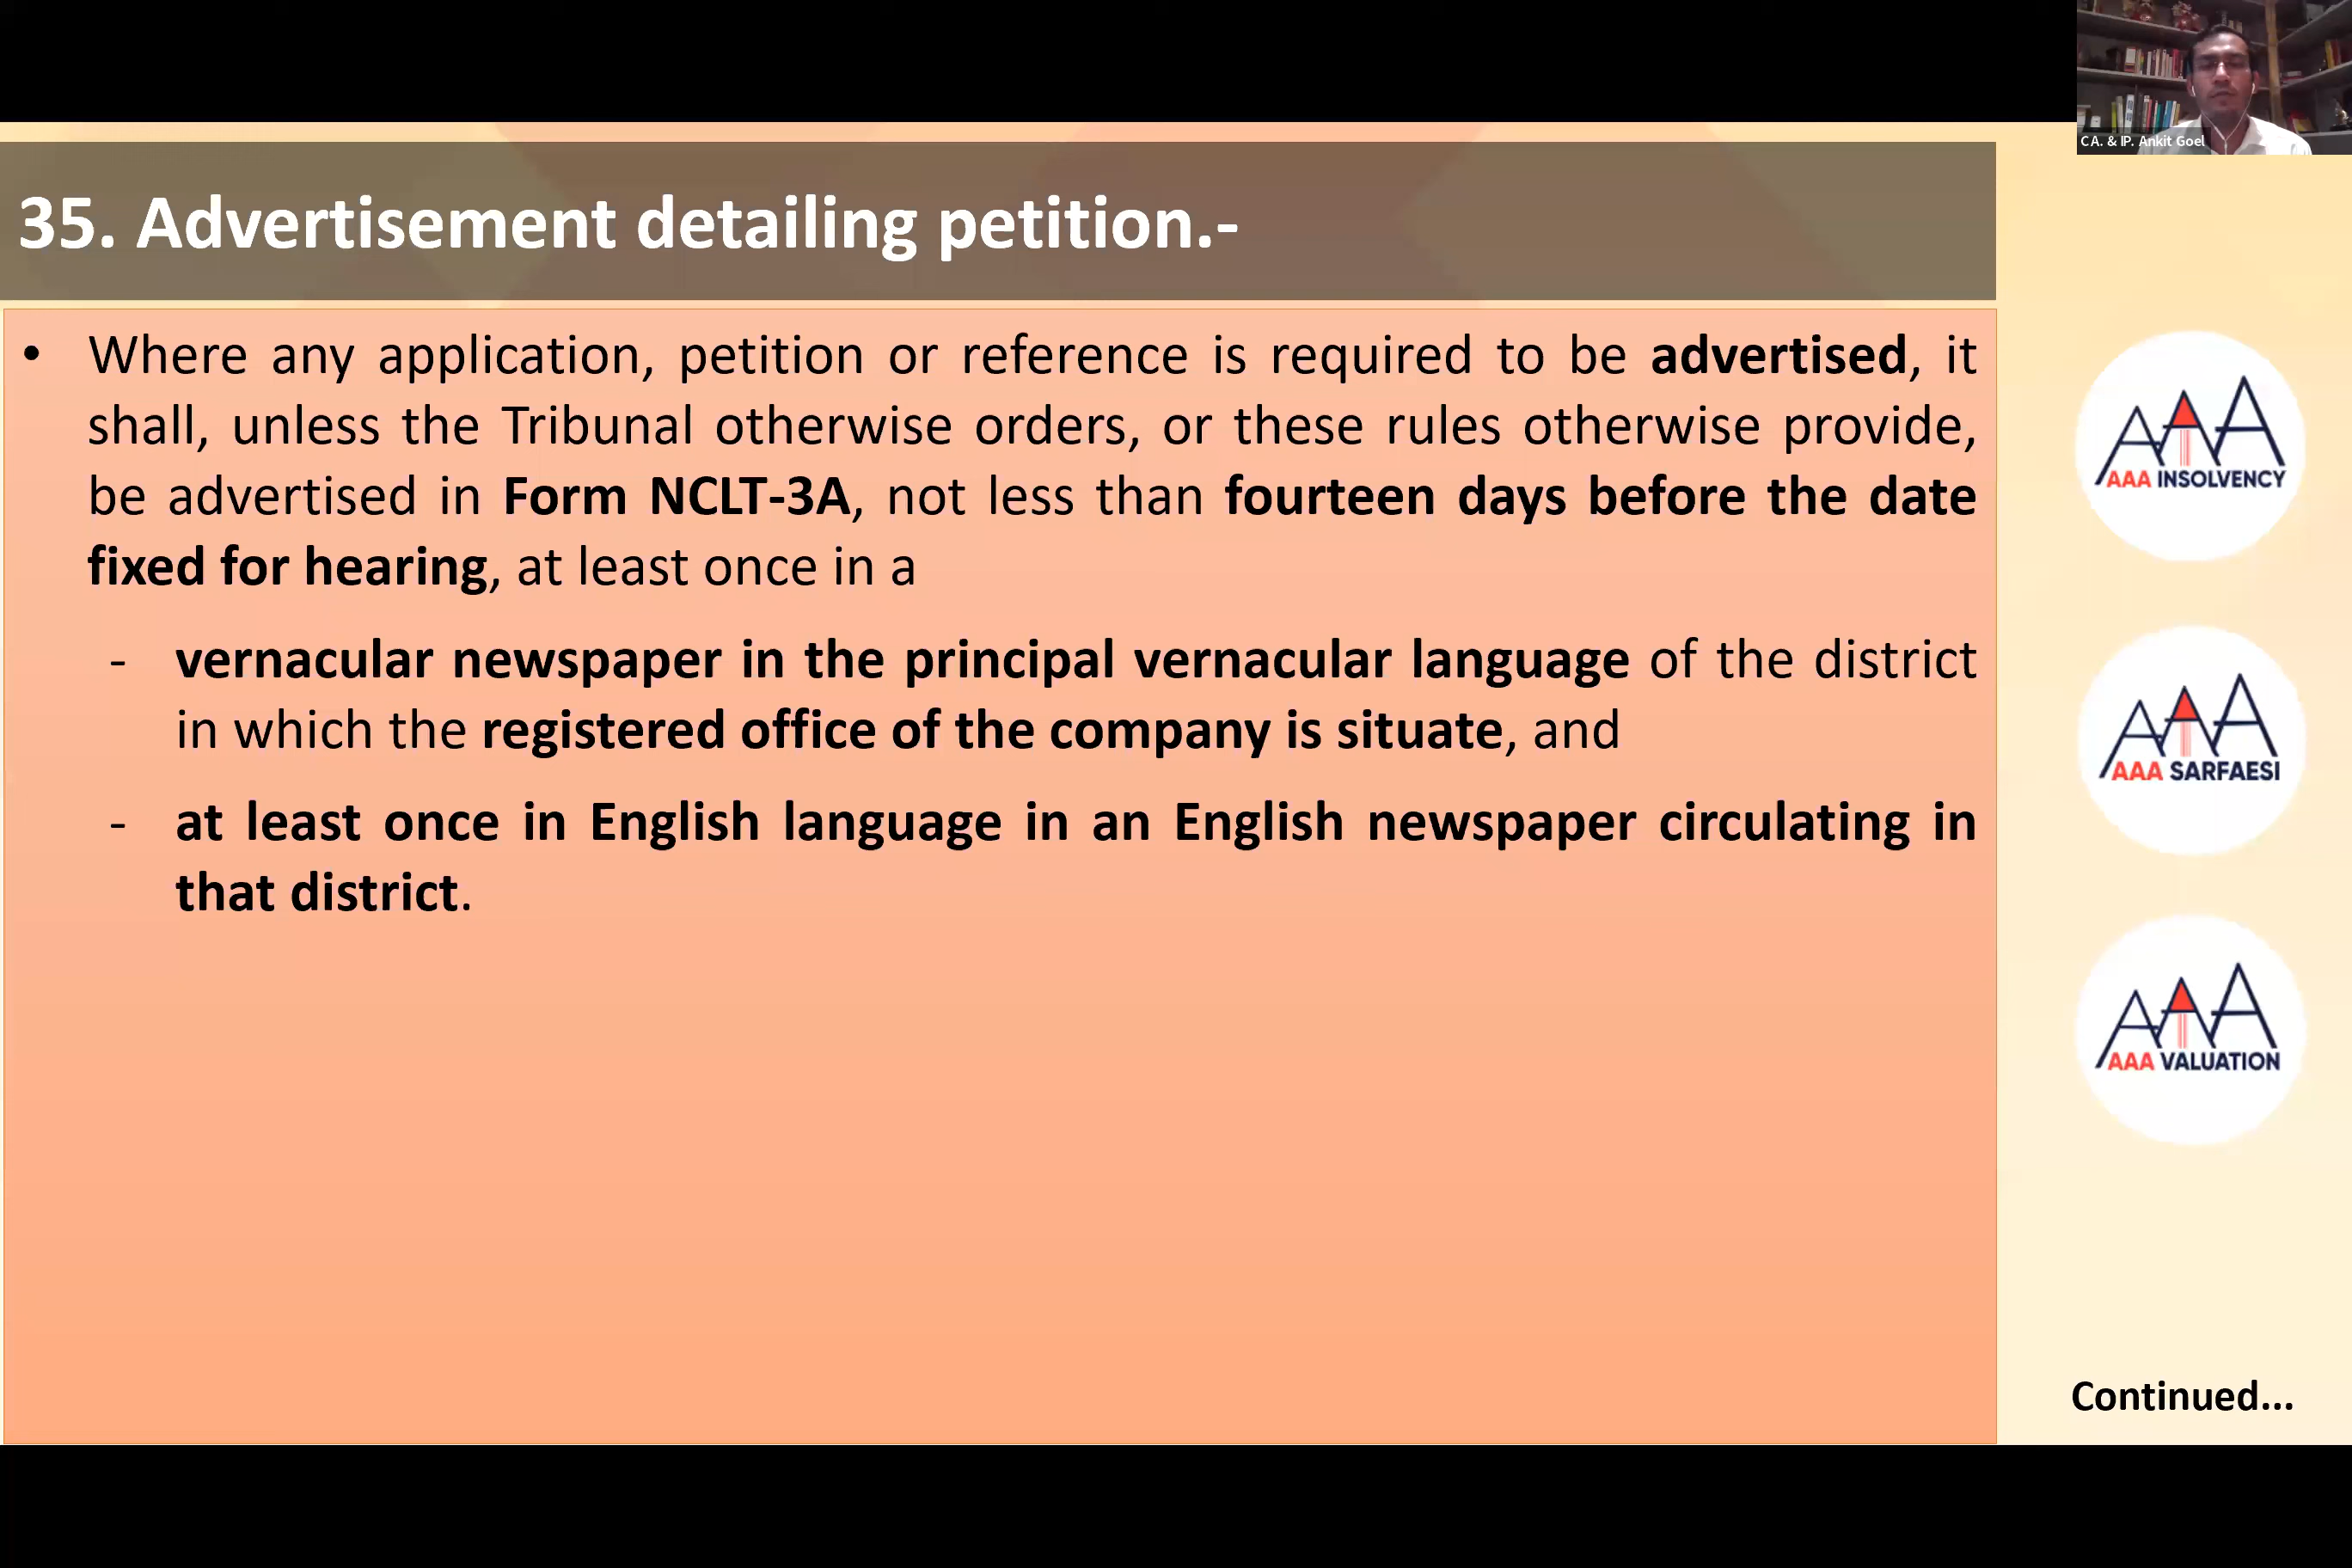 CA. & IP. Ankit Goel
35. Advertisement detailing petition.-
• Where any application, petition or reference is required to be advertised, it
shall, unless the Tribunal otherwise orders, or these rules otherwise provide,
be advertised in Form NCLT-3A, not less than fourteen days before the date
fixed for hearing, at least once in a
- vernacular newspaper in the principal vernacular language of the district
in which the registered office of the company is situate, and
- at least once in English language in an English newspaper circulating in
that district.
AAA INSOLVENCY
AAA SARFAESI
AAA VALUATION
Continued...